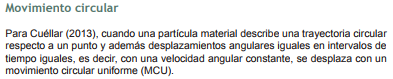 Movimiento circular
Para Cuéllar (2013), cuando una partícula material describe una trayectoria circular
respecto a un punto y además desplazamientos angulares iguales en intervalos de
tiempo iguales, es decir, con una velocidad angular constante, se desplaza con un
movimiento circular uniforme (MCU).